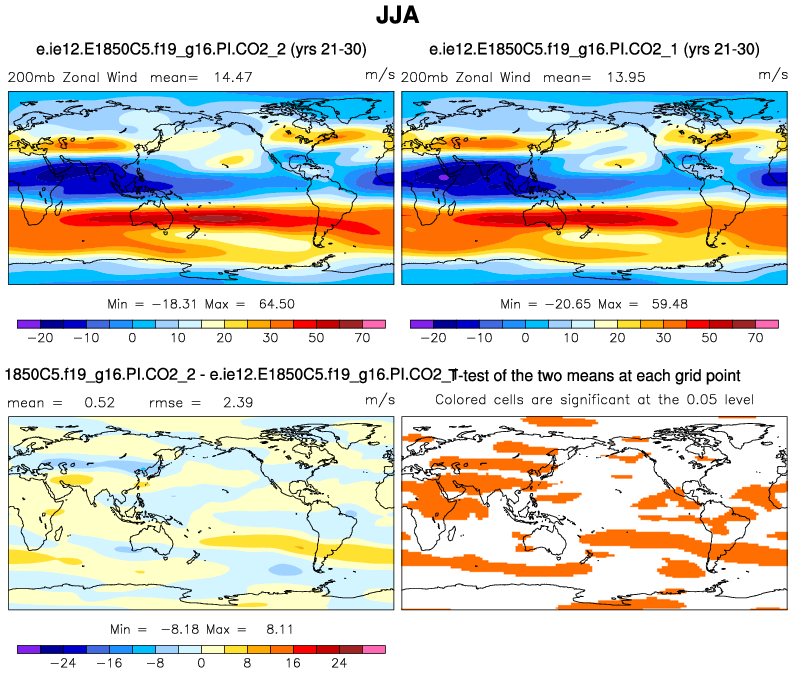 JJA
e.ie12.E1850C5.f19_g16.PI.CO2_2 (yrs 21-30)
e.ie12.E1850C5.f19_g16.PI.CO2_1 (yrs 21-30)
200mb Zonal Wind mean= 14.47 m/s
200mb Zonal Wind mean= 13.95 m/s
Min = −18.31 Max = 64.50
Min = −20.65 Max = 59.48
−20 −10 0 10 20 30 50 70
−20 −10 0 10 20 30 50 70
1850C5.f19_g16.PI.CO2_2 - e.ie12.E1850C5.f19_g16.PI.CO2_1
T-test of the two means at each grid point
mean = 0.52 rmse = 2.39 m/s
Colored cells are significant at the 0.05 level
Min = −8.18 Max = 8.11
−24 −16 −8 0 8 16 24